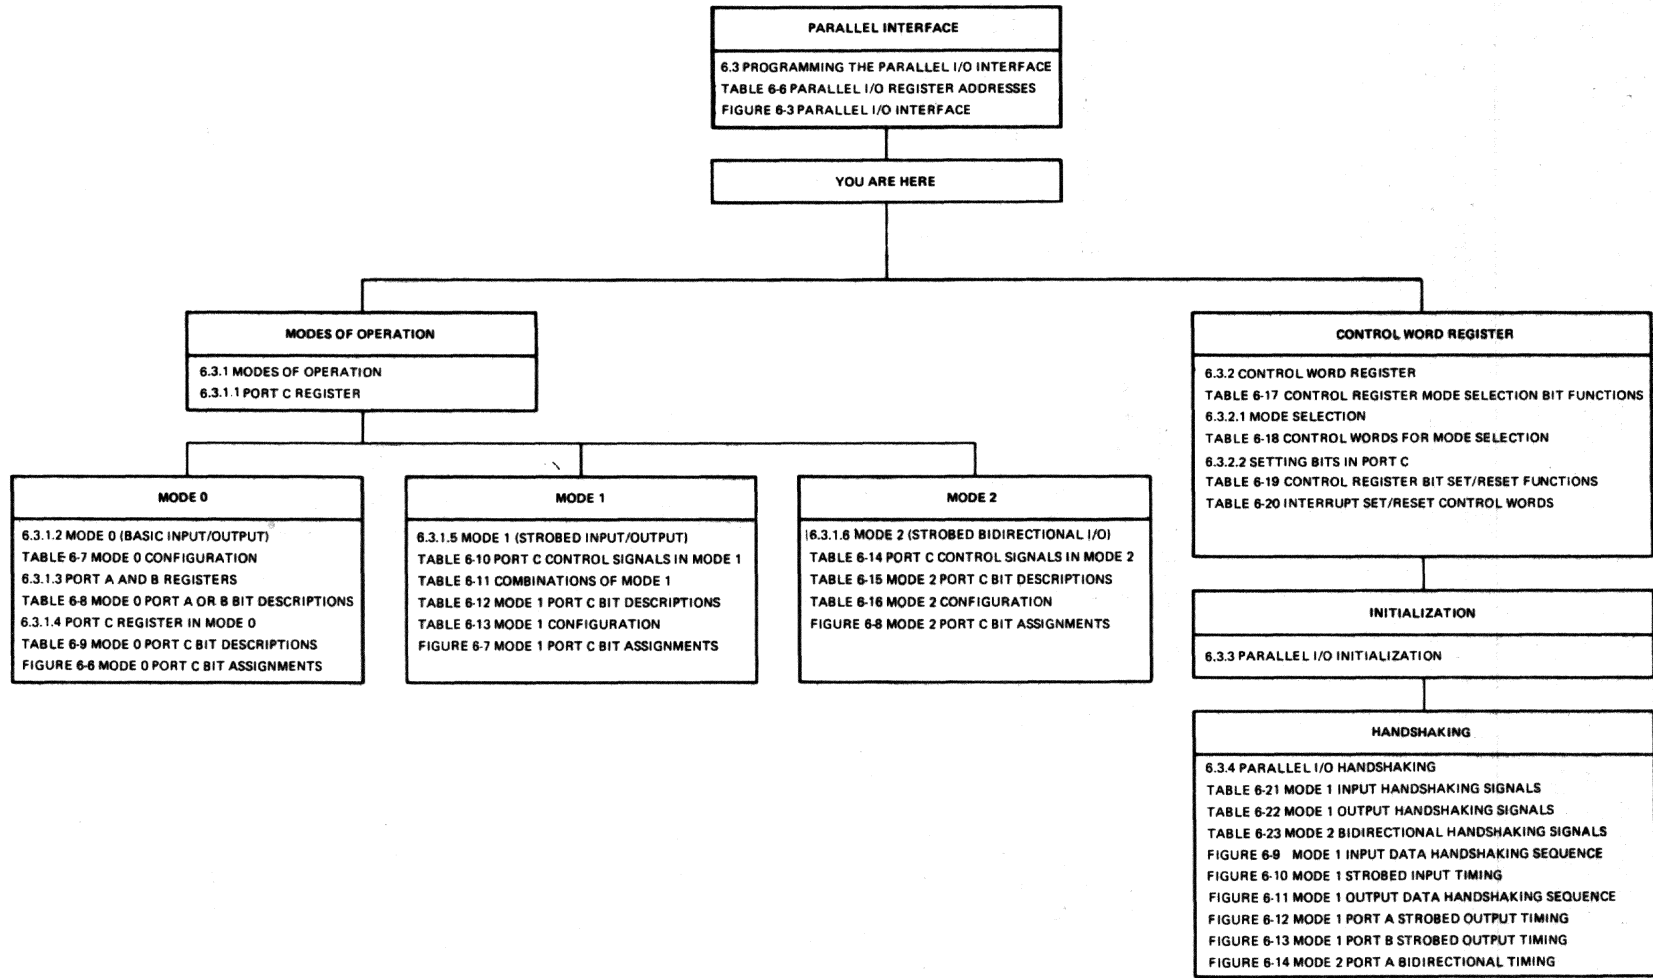 PARALLEL INTERFACE
6.3 PROGRAMMING THE PARALLEL I/O INTERFACE
TABLE 6-6 PARALLEL I/O REGISTER ADDRESSES
FIGURE 6-3 PARALLEL I/O INTERFACE
YOU ARE HERE
MODES OF OPERATION
6.3.1 MODES OF OPERATION
6.3.1.1 PORT C REGISTER
MODE 0
6.3.1.2 MODE 0 (BASIC INPUT/OUTPUT)
TABLE 6-7 MODE 0 CONFIGURATION
6.3.1.3 PORT A AND B REGISTERS
TABLE 6-8 MODE 0 PORT A OR B BIT DESCRIPTIONS
6.3.1.4 PORT C REGISTER IN MODE 0
TABLE 6-9 MODE 0 PORT C BIT DESCRIPTIONS
FIGURE 6-6 MODE 0 PORT C BIT ASSIGNMENTS
MODE 1
6.3.1.5 MODE 1 (STROBED INPUT/OUTPUT)
TABLE 6-10 PORT C CONTROL SIGNALS IN MODE 1
TABLE 6-11 COMBINATIONS OF MODE 1
TABLE 6-12 MODE 1 PORT C BIT DESCRIPTIONS
TABLE 6-13 MODE 1 CONFIGURATION
FIGURE 6-7 MODE 1 PORT C BIT ASSIGNMENTS
MODE 2
6.3.1.6 MODE 2 (STROBED BIDIRECTIONAL I/O)
TABLE 6-14 PORT C CONTROL SIGNALS IN MODE 2
TABLE 6-15 MODE 2 PORT C BIT DESCRIPTIONS
TABLE 6-16 MODE 2 CONFIGURATION
FIGURE 6-8 MODE 2 PORT C BIT ASSIGNMENTS
CONTROL WORD REGISTER
6.3.2 CONTROL WORD REGISTER
TABLE 6-17 CONTROL REGISTER MODE SELECTION BIT FUNCTIONS
6.3.2.1 MODE SELECTION
TABLE 6-18 CONTROL WORDS FOR MODE SELECTION
6.3.2.2 SETTING BITS IN PORT C
TABLE 6-19 CONTROL REGISTER BIT SET/RESET FUNCTIONS
TABLE 6-20 INTERRUPT SET/RESET CONTROL WORDS
INITIALIZATION
6.3.3 PARALLEL I/O INITIALIZATION
HANDSHAKING
6.3.4 PARALLEL I/O HANDSHAKING
TABLE 6-21 MODE 1 INPUT HANDSHAKING SIGNALS
TABLE 6-22 MODE 1 OUTPUT HANDSHAKING SIGNALS
TABLE 6-23 MODE 2 BIDIRECTIONAL HANDSHAKING SIGNALS
FIGURE 6-9 MODE 1 INPUT DATA HANDSHAKING SEQUENCE
FIGURE 6-10 MODE 1 STROBED INPUT TIMING
FIGURE 6-11 MODE 1 OUTPUT DATA HANDSHAKING SEQUENCE
FIGURE 6-12 MODE 1 PORT A STROBED OUTPUT TIMING
FIGURE 6-13 MODE 1 PORT B STROBED OUTPUT TIMING
FIGURE 6-14 MODE 2 PORT A BIDIRECTIONAL TIMING